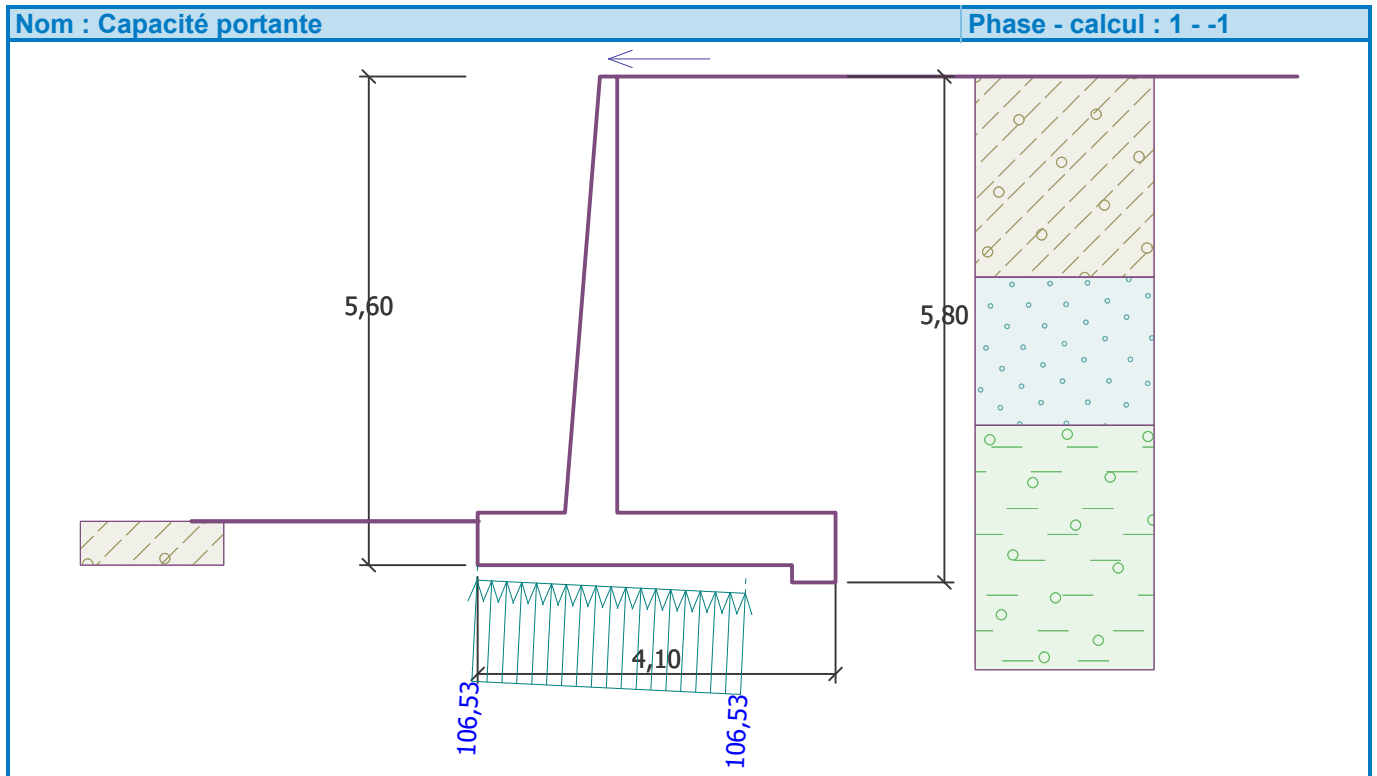 Nom : Capacité portante
Phase - calcul : 1 - -1
5,60
5,80
4,10
106,53
106,53